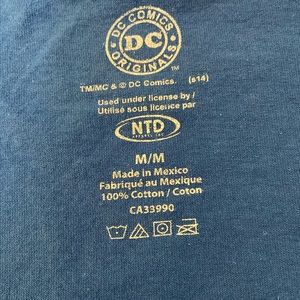 DC COMICS
DC
ORIGINALS
TM
TM/MC & © DC Comics. (s14)
Used under license by /
Utilisé sous licence par
NTD
APPAREL INC.
M/M
Made in Mexico
Fabriqué au Mexique
100% Cotton / Coton
CA33990